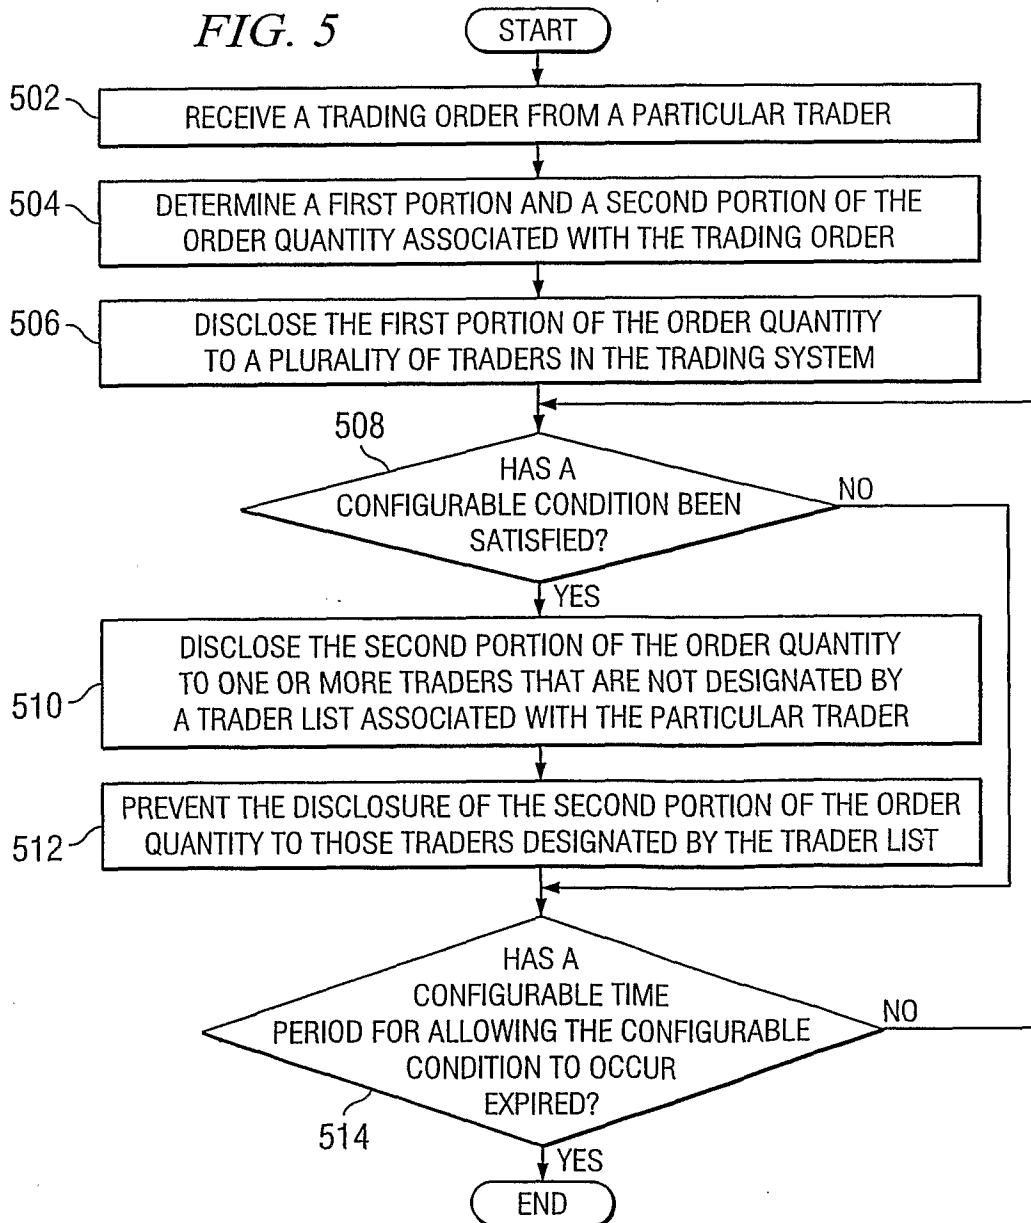 FIG. 5
START
502
RECEIVE A TRADING ORDER FROM A PARTICULAR TRADER
504
DETERMINE A FIRST PORTION AND A SECOND PORTION OF THE
ORDER QUANTITY ASSOCIATED WITH THE TRADING ORDER
506
DISCLOSE THE FIRST PORTION OF THE ORDER QUANTITY
TO A PLURALITY OF TRADERS IN THE TRADING SYSTEM
508
HAS A
CONFIGURABLE CONDITION BEEN
SATISFIED?
NO
YES
510
DISCLOSE THE SECOND PORTION OF THE ORDER QUANTITY
TO ONE OR MORE TRADERS THAT ARE NOT DESIGNATED BY
A TRADER LIST ASSOCIATED WITH THE PARTICULAR TRADER
512
PREVENT THE DISCLOSURE OF THE SECOND PORTION OF THE ORDER
QUANTITY TO THOSE TRADERS DESIGNATED BY THE TRADER LIST
HAS A
CONFIGURABLE TIME
PERIOD FOR ALLOWING THE CONFIGURABLE
CONDITION TO OCCUR
EXPIRED?
NO
514
YES
END